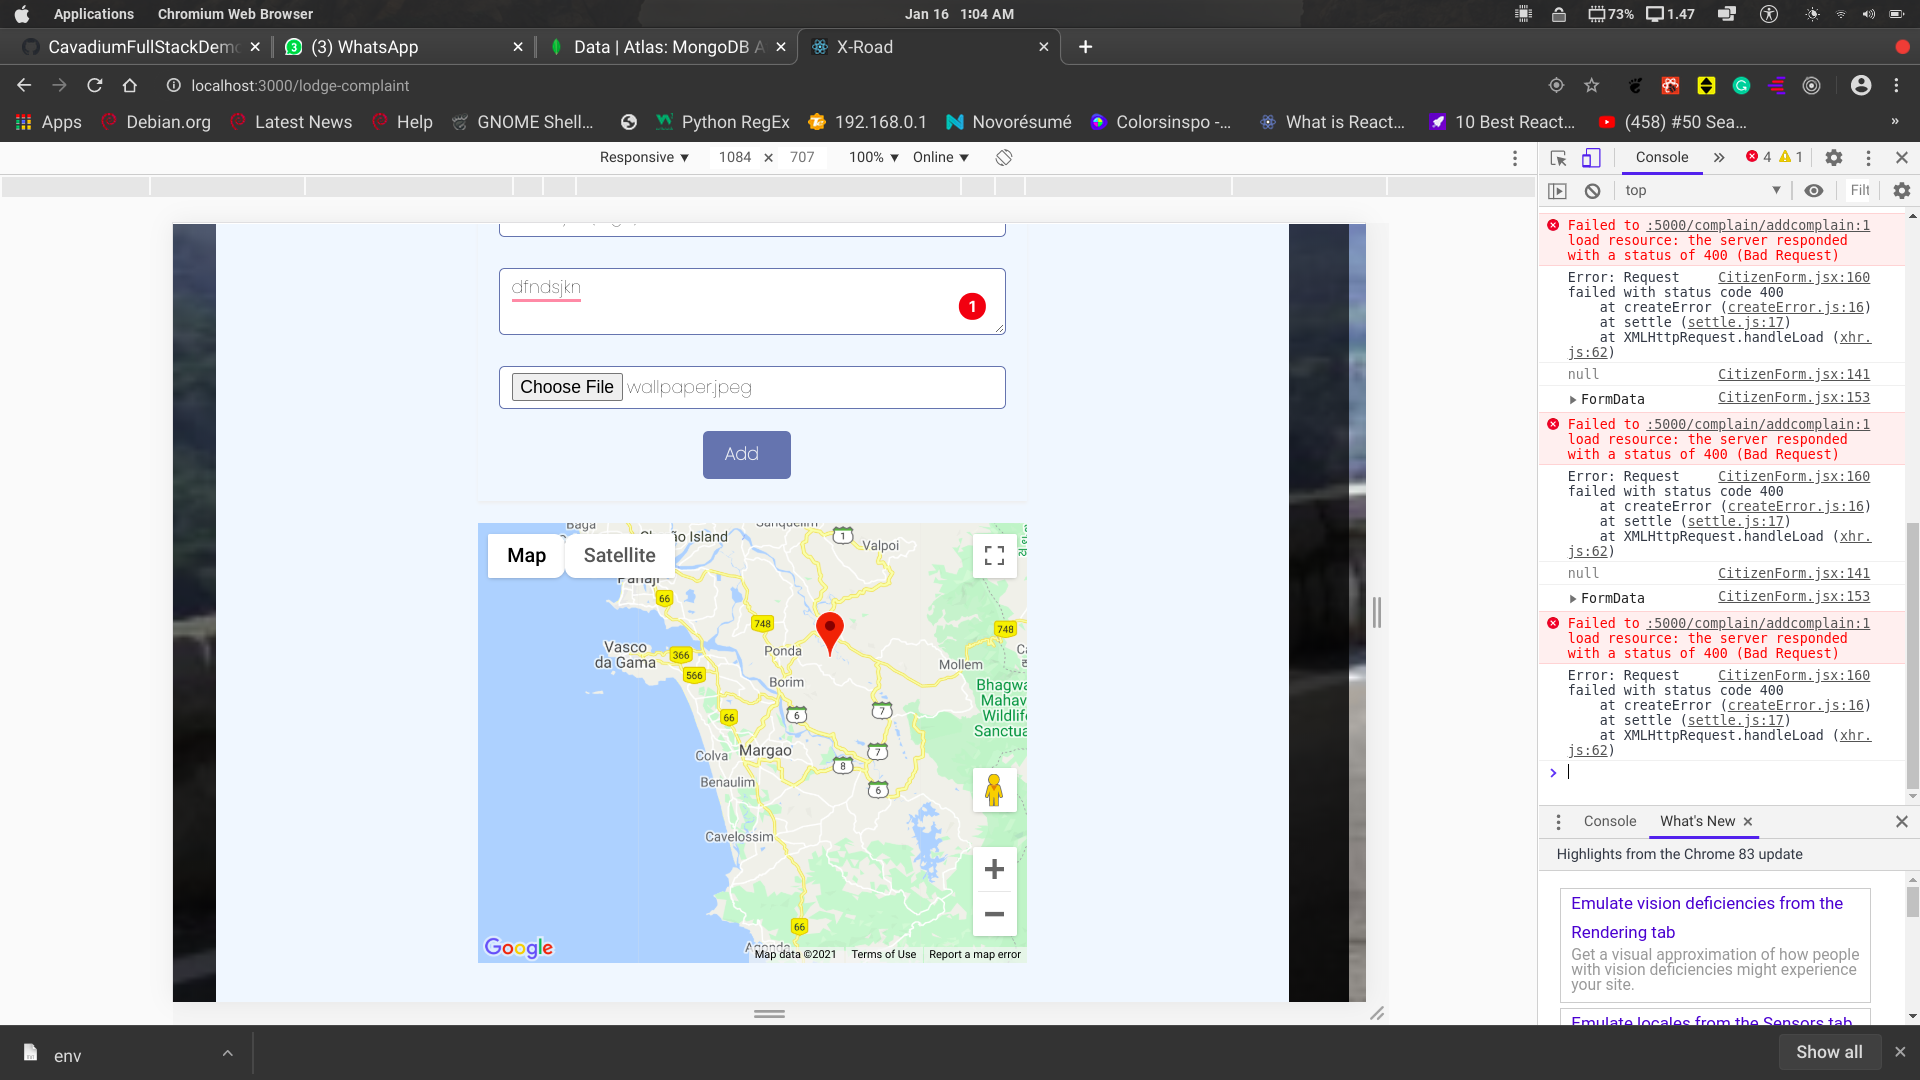 Applications Chromium Web Browser Jan 16 1:04 AM 73% 1.47
CavadiumFullStackDemo (3) WhatsApp Data | Atlas: MongoDB A X-Road
localhost:3000/lodge-complaint
Apps Debian.org Latest News Help GNOME Shell... Python RegEx 192.168.0.1 Novorésumé Colorsinspo -... What is React... 10 Best React... (458) #50 Sea... »
Responsive ▼ 1084 × 707 100% ▼ Online ▼
Console » 4 1
top ▼ Filt
dfndsjkn
1
Choose File wallpaper.jpeg
Add
Map Satellite
Baga
Sanquelim
Chorão Island
1
Valpoi
Panaji
66
748
748
Vasco
da Gama
366
Ponda
Mollem
566
Borim
Bhagwa
Mahav
Wildlife
Sanctua
66
6
7
Colva
Margao
7
8
Benaulim
6
Cavelossim
66
Agonda
Google
Map data ©2021 Terms of Use Report a map error
Failed to :5000/complain/addcomplain:1
load resource: the server responded
with a status of 400 (Bad Request)
Error: Request CitizenForm.jsx:160
failed with status code 400
at createError (createError.js:16)
at settle (settle.js:17)
at XMLHttpRequest.handleLoad (xhr.
js:62)
null CitizenForm.jsx:141
▶ FormData CitizenForm.jsx:153
Failed to :5000/complain/addcomplain:1
load resource: the server responded
with a status of 400 (Bad Request)
Error: Request CitizenForm.jsx:160
failed with status code 400
at createError (createError.js:16)
at settle (settle.js:17)
at XMLHttpRequest.handleLoad (xhr.
js:62)
null CitizenForm.jsx:141
▶ FormData CitizenForm.jsx:153
Failed to :5000/complain/addcomplain:1
load resource: the server responded
with a status of 400 (Bad Request)
Error: Request CitizenForm.jsx:160
failed with status code 400
at createError (createError.js:16)
at settle (settle.js:17)
at XMLHttpRequest.handleLoad (xhr.
js:62)
Console What's New
Highlights from the Chrome 83 update
Emulate vision deficiencies from the
Rendering tab
Get a visual approximation of how people
with vision deficiencies might experience
your site.
Emulate locales from the Sensors tab
env Show all